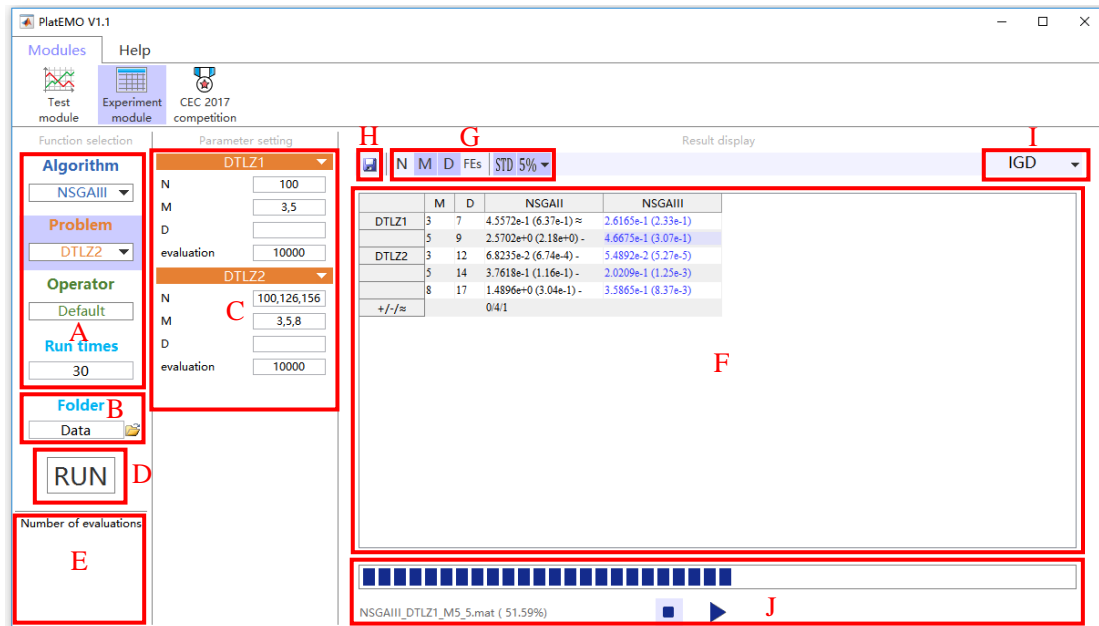 PlatEMO V1.1
Modules Help
Test module
Experiment module
CEC 2017 competition
Function selection
Parameter setting
Result display
Algorithm
NSGAIII
Problem
DTLZ2
Operator
Default
A
Run times
30
Folder
B
Data
RUN
D
Number of evaluations
E
DTLZ1
N 100
M 3,5
D
evaluation 10000
DTLZ2
N 100,126,156
C
M 3,5,8
D
evaluation 10000
H
G
I
N M D FEs STD 5%
IGD
M D NSGAII NSGAIII
DTLZ1 3 7 4.5572e-1 (6.37e-1) ≈ 2.6165e-1 (2.33e-1)
5 9 2.5702e+0 (2.18e+0) - 4.6675e-1 (3.07e-1)
DTLZ2 3 12 6.8235e-2 (6.74e-4) - 5.4892e-2 (5.27e-5)
5 14 3.7618e-1 (1.16e-1) - 2.0209e-1 (1.25e-3)
8 17 1.4896e+0 (3.04e-1) - 3.5865e-1 (8.37e-3)
+/-/≈ 0/4/1
F
NSGAIII_DTLZ1_M5_5.mat ( 51.59%)
J